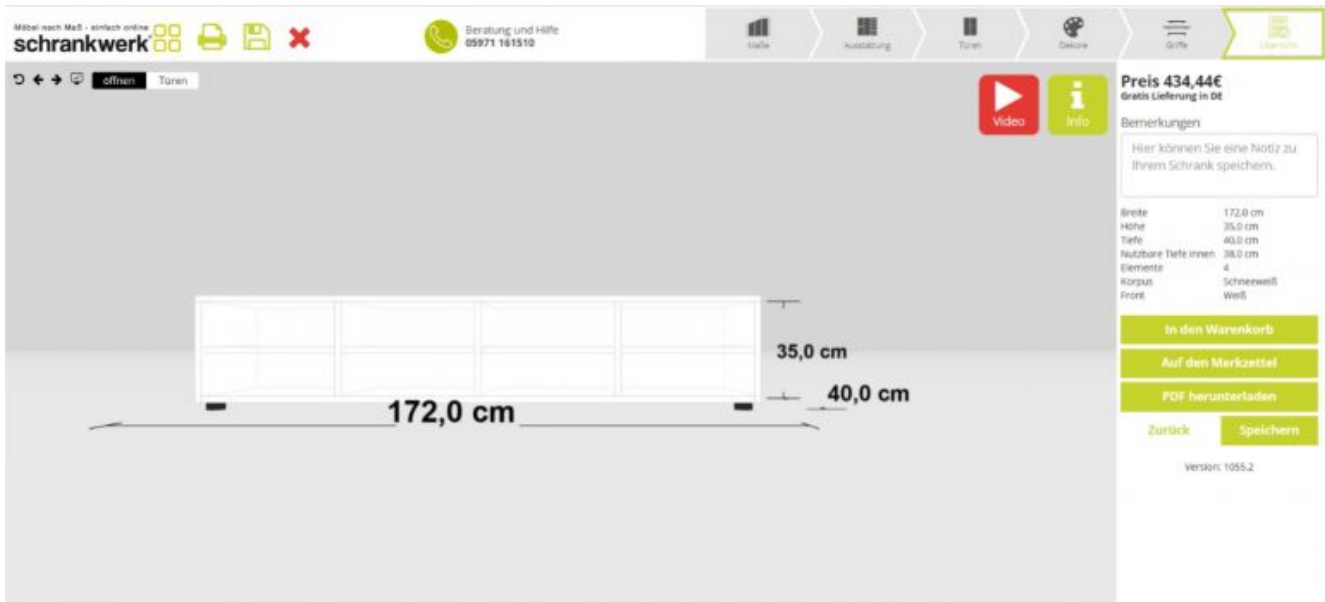 Möbel nach Maß - einfach online
schrankwerk
Beratung und Hilfe
05971 161510
Maße
Ausstattung
Türen
Dekore
Griffe
Übersicht
öffnen
Türen
Video
Info
Preis 434,44€
Gratis Lieferung in DE
Bemerkungen
Hier können Sie eine Notiz zu
Ihrem Schrank speichern.
Breite 172.0 cm
Höhe 35.0 cm
Tiefe 40.0 cm
Nutzbare Tiefe innen 38.0 cm
Elemente 4
Korpus Schneeweiß
Front Weiß
In den Warenkorb
Auf den Merkzettel
PDF herunterladen
Zurück
Speichern
Version: 1055.2
35,0 cm
40,0 cm
172,0 cm